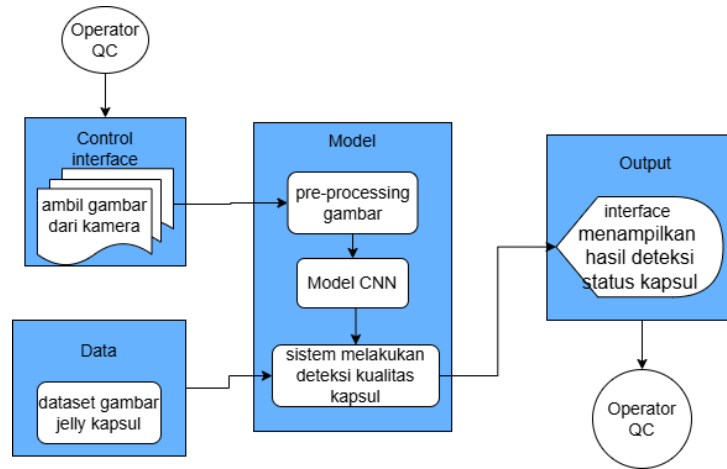 Operator
QC
Control
interface
ambil gambar
dari kamera
Data
dataset gambar
jelly kapsul
Model
pre-processing
gambar
Model CNN
sistem melakukan
deteksi kualitas
kapsul
Output
interface
menampilkan
hasil deteksi
status kapsul
Operator
QC